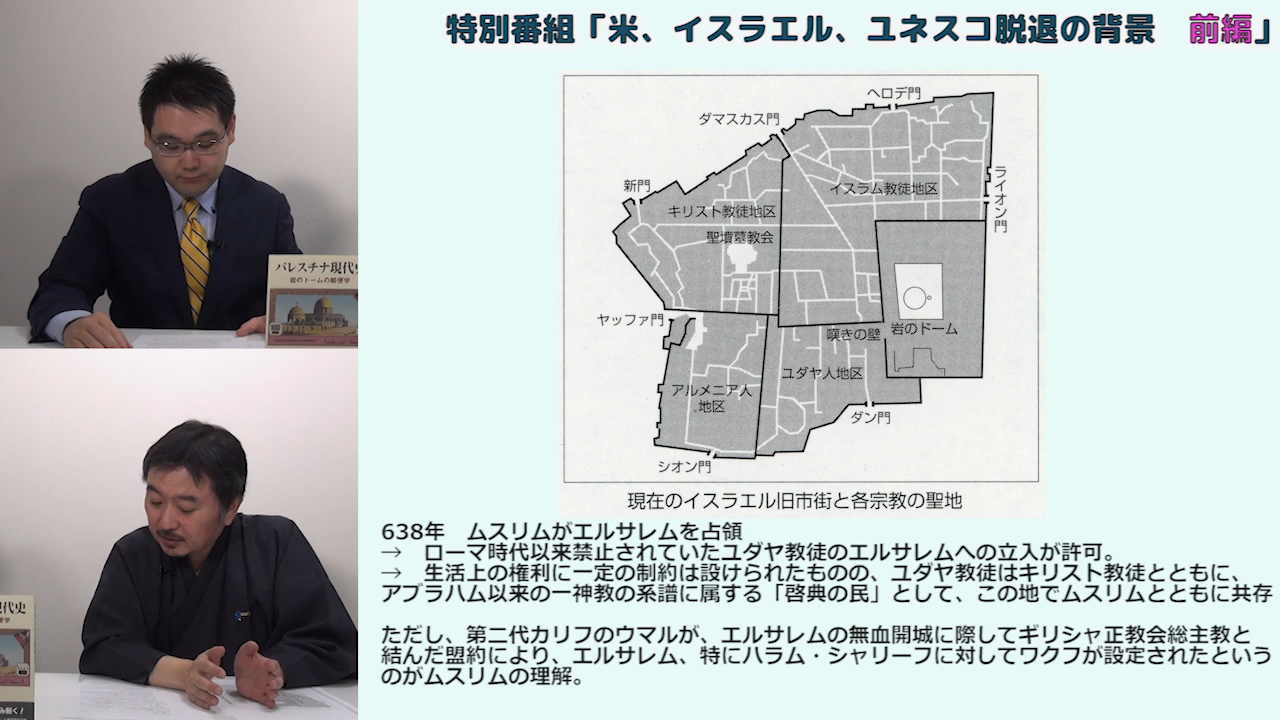 特別番組「米、イスラエル、ユネスコ脱退の背景　前編」
ヘロデ門
ダマスカス門
ライオン門
新門
イスラム教徒地区
キリスト教徒地区
聖墳墓教会
ヤッファ門
嘆きの壁
岩のドーム
ユダヤ人地区
アルメニア人
地区
ダン門
シオン門
現在のイスラエル旧市街と各宗教の聖地
638年　ムスリムがエルサレムを占領
→　ローマ時代以来禁止されていたユダヤ教徒のエルサレムへの立入が許可。
→　生活上の権利に一定の制約は設けられたものの、ユダヤ教徒はキリスト教徒とともに、
アブラハム以来の一神教の系譜に属する「啓典の民」として、この地でムスリムとともに共存
ただし、第二代カリフのウマルが、エルサレムの無血開城に際してギリシャ正教会総主教と
結んだ盟約により、エルサレム、特にハラム・シャリーフに対してワクフが設定されたという
のがムスリムの理解。
パレスチナ現代史
岩のドームの郵便学
現代史
便学
み解く！